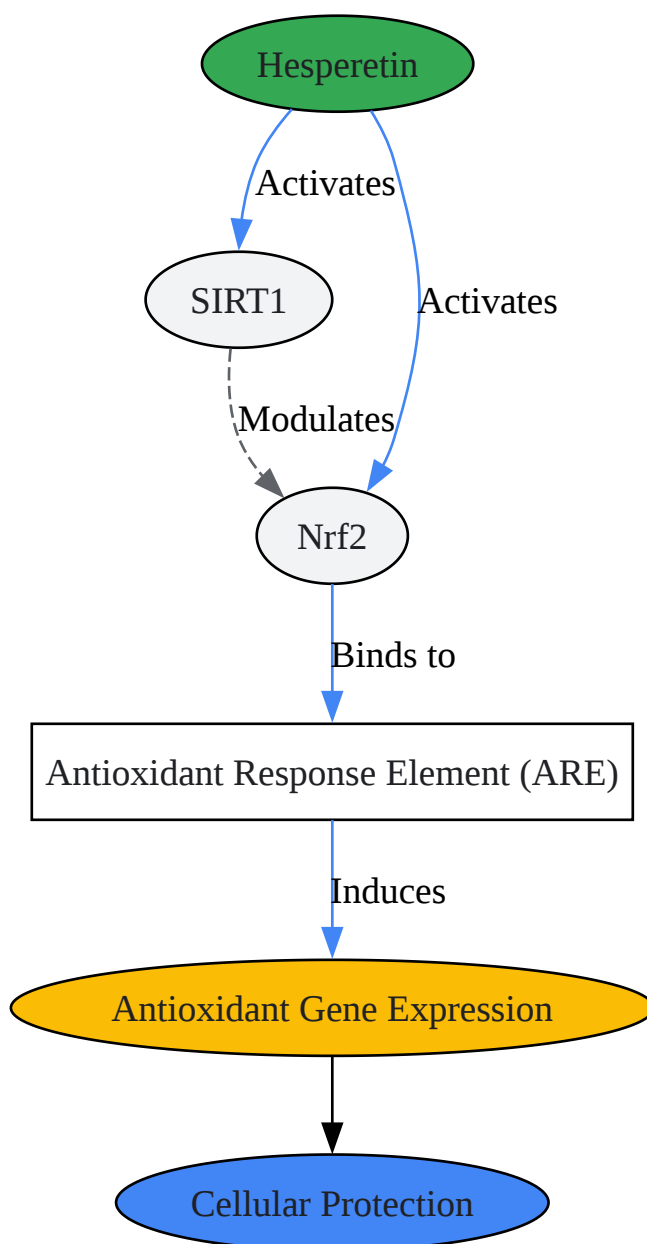 Hesperetin
Activates
SIRT1
Activates
Modulates
Nrf2
Binds to
Antioxidant Response Element (ARE)
Induces
Antioxidant Gene Expression
Cellular Protection